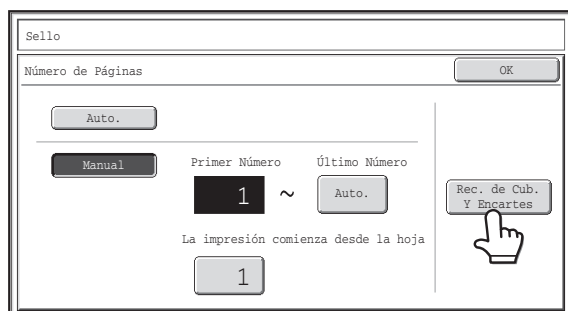 Sello
Número de Páginas
OK
Auto.
Manual
Primer Número
Último Número
1
~
Auto.
Rec. de Cub.
Y Encartes
La impresión comienza desde la hoja
1